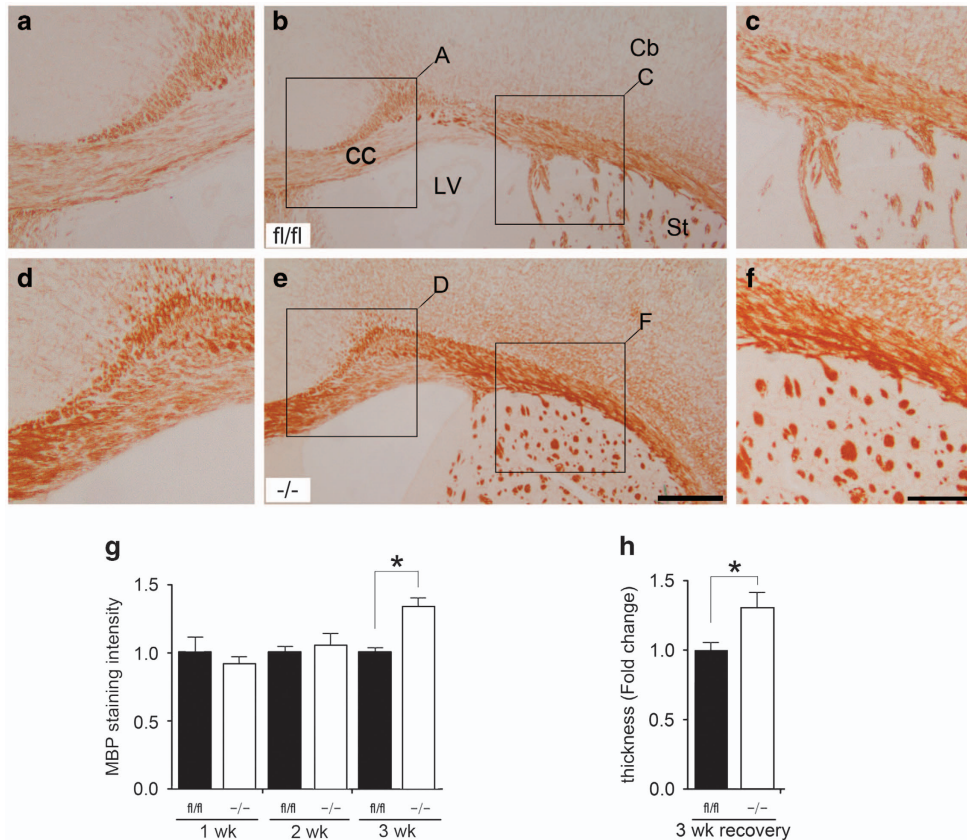 a
b
c
A
Cb
C
CC
LV
St
fl/fl
d
e
f
D
F
-/-
g
h
MBP staining intensity
1.5
1.0
0.5
0.0
*
fl/fl -/- fl/fl -/- fl/fl -/-
1 wk 2 wk 3 wk
thickness (Fold change)
1.5
1.0
0.5
0.0
*
fl/fl -/-
3 wk recovery